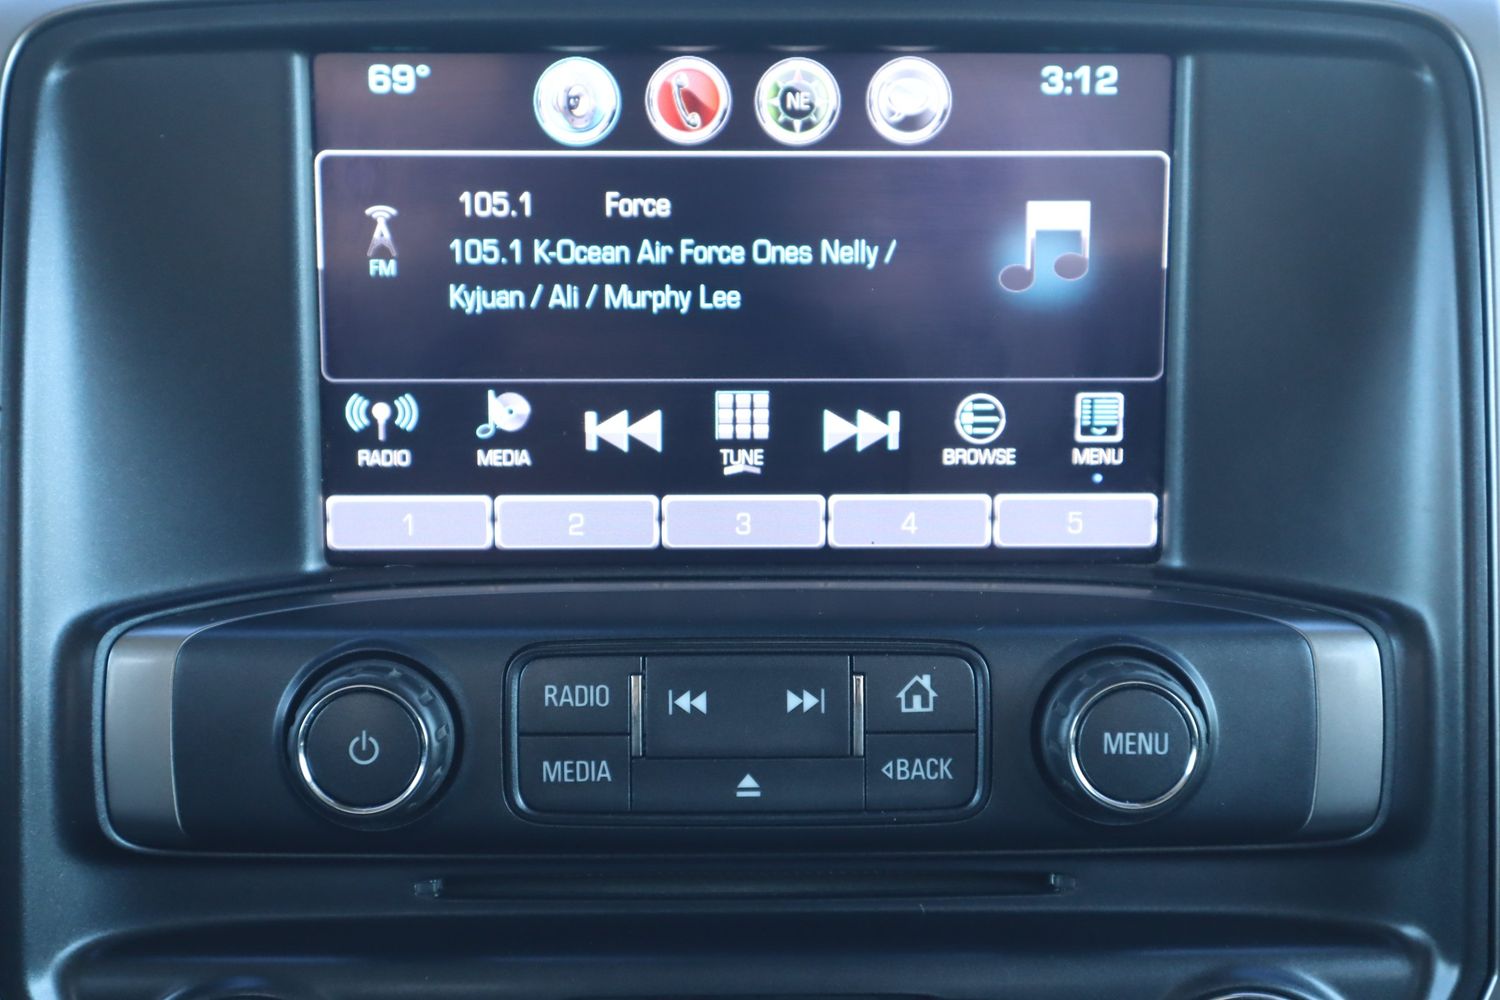 69° NE 3:12
105.1 Force
105.1 K-Ocean Air Force Ones Nelly /
Kyjuan / Ali / Murphy Lee
FM
RADIO MEDIA TUNE BROWSE MENU
1 2 3 4 5
RADIO
MEDIA
BACK
MENU